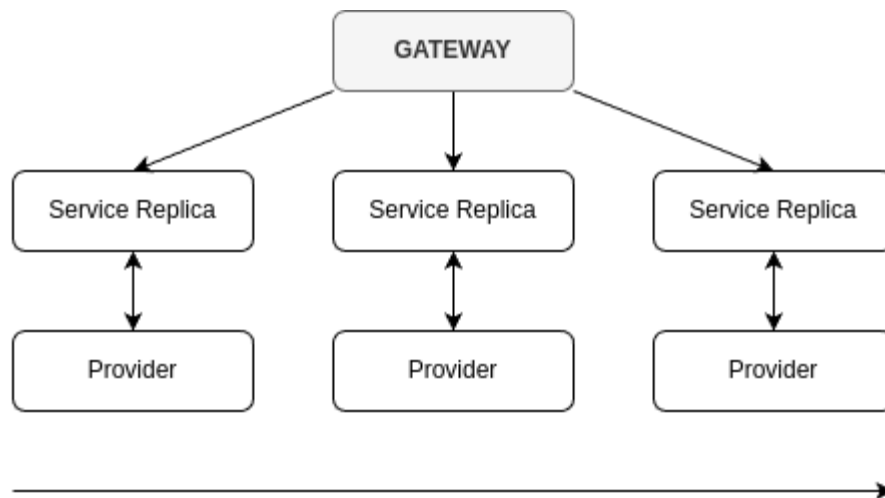 GATEWAY
Service Replica
Service Replica
Service Replica
Provider
Provider
Provider